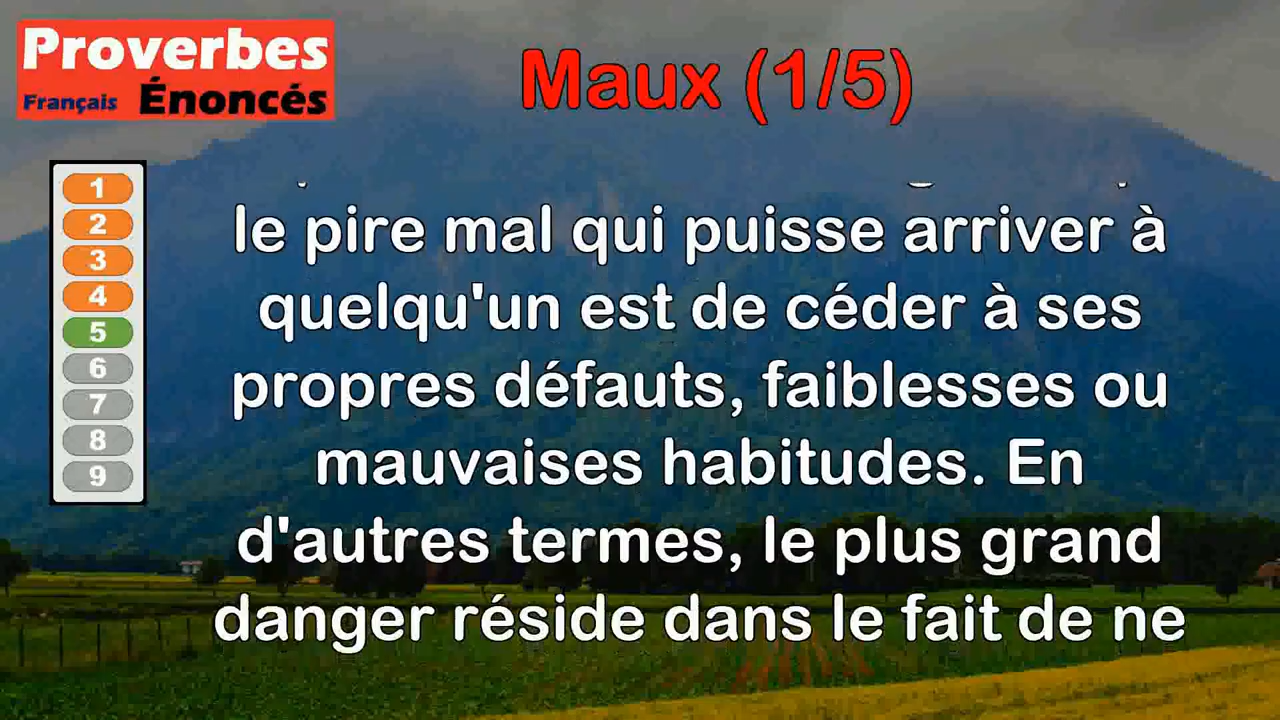 Proverbes
Français Énoncés
Maux (1/5)
1
2
3
4
5
6
7
8
9
le pire mal qui puisse arriver à
quelqu'un est de céder à ses
propres défauts, faiblesses ou
mauvaises habitudes. En
d'autres termes, le plus grand
danger réside dans le fait de ne